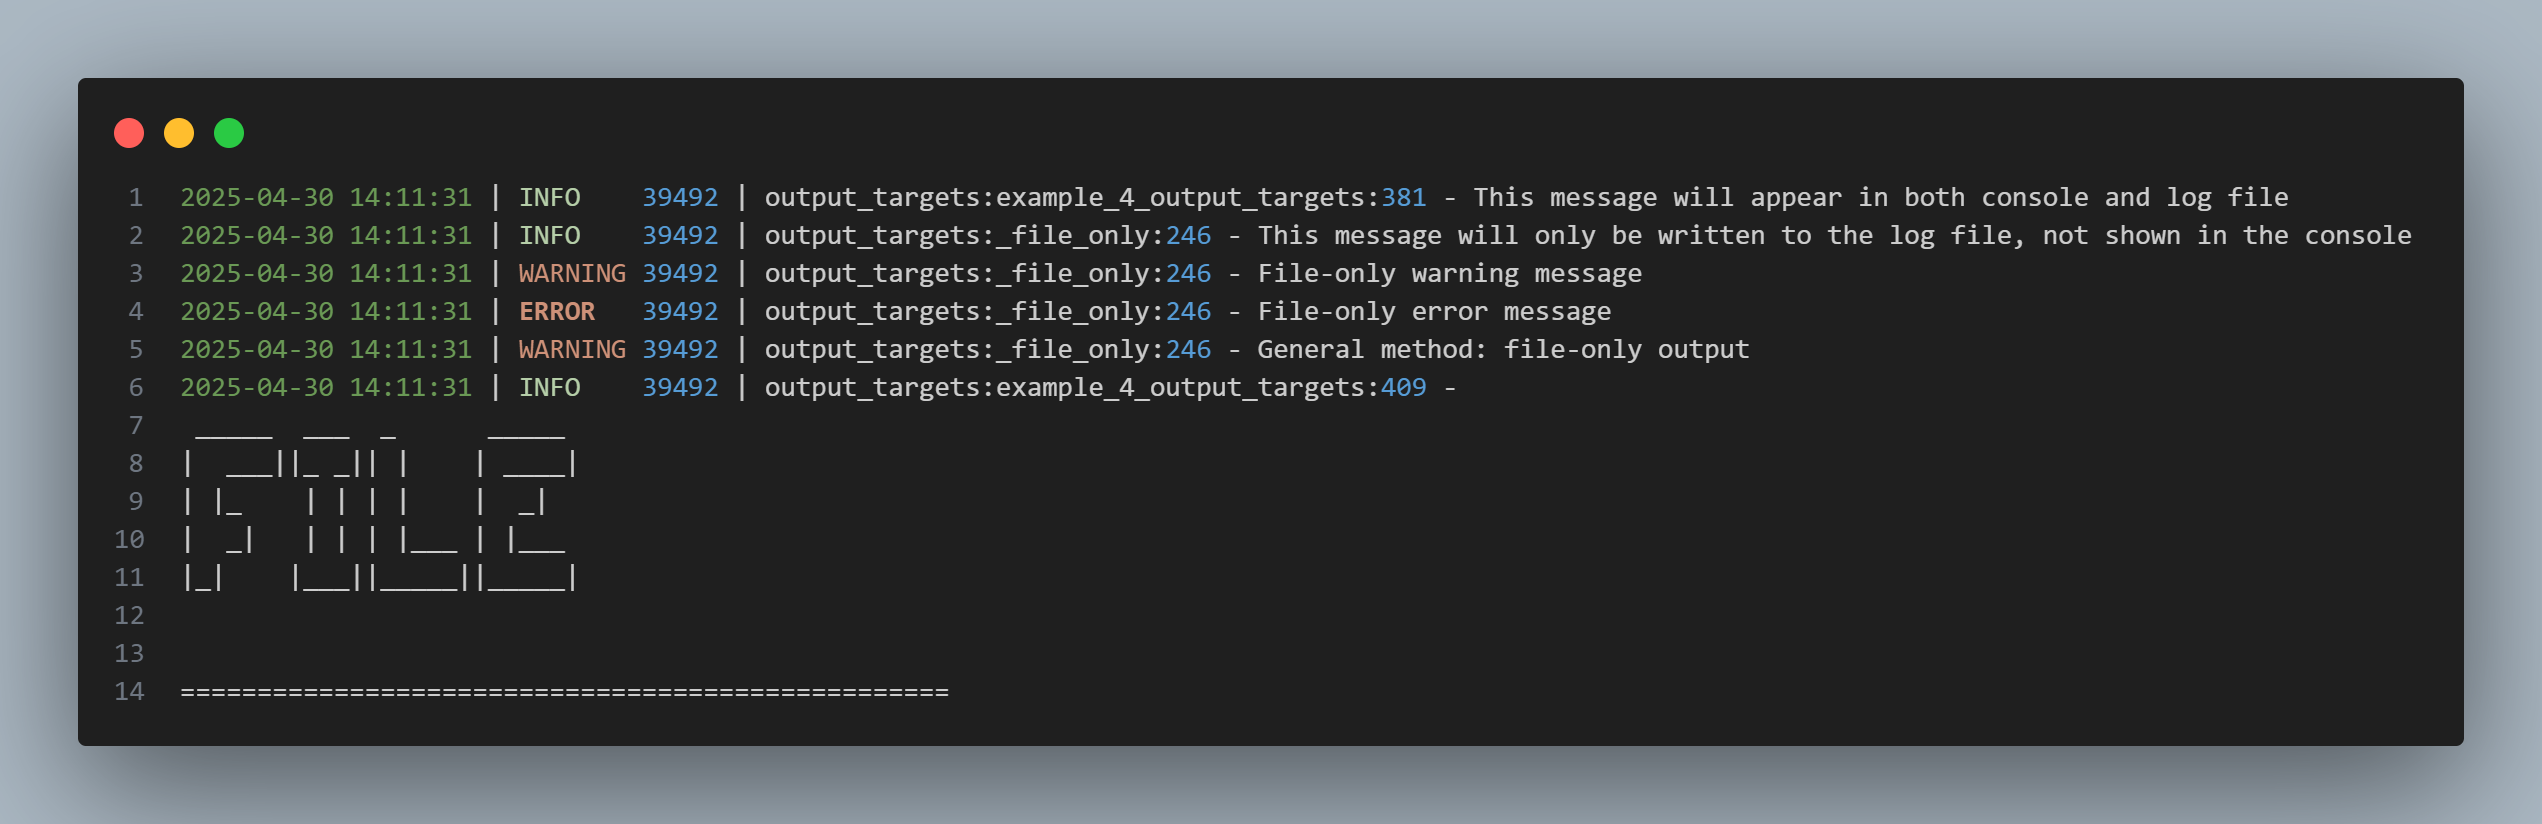 1 2025-04-30 14:11:31 | INFO    39492 | output_targets:example_4_output_targets:381 - This message will appear in both console and log file
2 2025-04-30 14:11:31 | INFO    39492 | output_targets:_file_only:246 - This message will only be written to the log file, not shown in the console
3 2025-04-30 14:11:31 | WARNING 39492 | output_targets:_file_only:246 - File-only warning message
4 2025-04-30 14:11:31 | ERROR   39492 | output_targets:_file_only:246 - File-only error message
5 2025-04-30 14:11:31 | WARNING 39492 | output_targets:_file_only:246 - General method: file-only output
6 2025-04-30 14:11:31 | INFO    39492 | output_targets:example_4_output_targets:409 -
7  _____  ___  _      _____
8 |  ___||_ _|| |    | ____|
9 | |_    | | | |    |  _|
10 |  _|   | | | |___ | |___
11 |_|    |___||_____||_____|
12
13
14 ==================================================